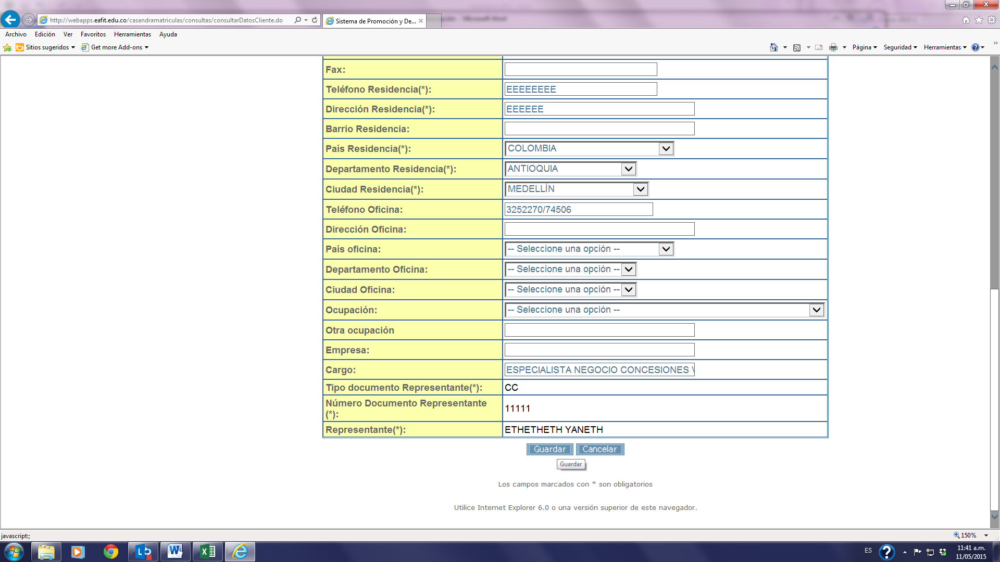 http://webapps.eafit.edu.co/casandramatriculas/consultas/consultarDatosCliente.do
Sistema de Promoción y De...
Archivo Edición Ver Favoritos Herramientas Ayuda
Sitios sugeridos Get more Add-ons Página Seguridad Herramientas
Fax:
Teléfono Residencia(*): EEEEEEEE
Dirección Residencia(*): EEEEEE
Barrio Residencia:
País Residencia(*): COLOMBIA
Departamento Residencia(*): ANTIOQUIA
Ciudad Residencia(*): MEDELLÍN
Teléfono Oficina: 3252270/74506
Dirección Oficina:
País oficina: -- Seleccione una opción --
Departamento Oficina: -- Seleccione una opción --
Ciudad Oficina: -- Seleccione una opción --
Ocupación: -- Seleccione una opción --
Otra ocupación
Empresa:
Cargo: ESPECIALISTA NEGOCIO CONCESIONES
Tipo documento Representante(*): CC
Número Documento Representante
(*): 11111
Representante(*): ETHETHETH YANETH
Guardar Cancelar
Guardar
Los campos marcados con * son obligatorios
Utilice Internet Explorer 6.0 o una versión superior de este navegador.
javascript:;
150%
ES
11:41 a.m.
11/05/2015